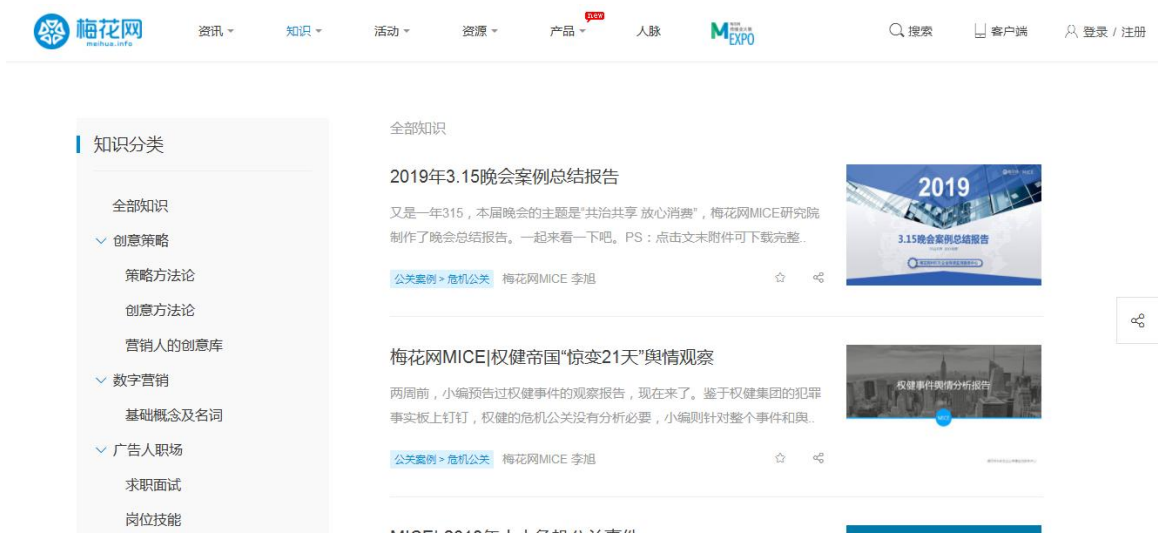 梅花网
meihua.info
资讯
知识
活动
资源
产品
new
人脉
MEXPO
搜索
客户端
登录 / 注册
知识分类
全部知识
创意策略
策略方法论
创意方法论
营销人的创意库
数字营销
基础概念及名词
广告人职场
求职面试
岗位技能
全部知识
2019年3.15晚会案例总结报告
又是一年315，本届晚会的主题是“共治共享 放心消费”，梅花网MICE研究院
制作了晚会总结报告。一起来看一下吧。PS：点击文末附件可下载完整..
公关案例 > 危机公关 梅花网MICE 李旭
2019
3.15晚会案例总结报告
梅花网MICE|权健帝国“惊变21天”舆情观察
两周前，小编预告过权健事件的观察报告，现在来了。鉴于权健集团的犯罪
事实板上钉钉，权健的危机公关没有分析必要，小编则针对整个事件和舆..
公关案例 > 危机公关 梅花网MICE 李旭
权健事件舆情分析报告
MICE